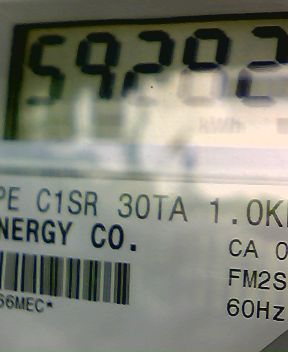 59282
kWh
PE C1SR 30TA 1.0K
NERGY CO.
CA 0
FM2S
60Hz
56MEC*